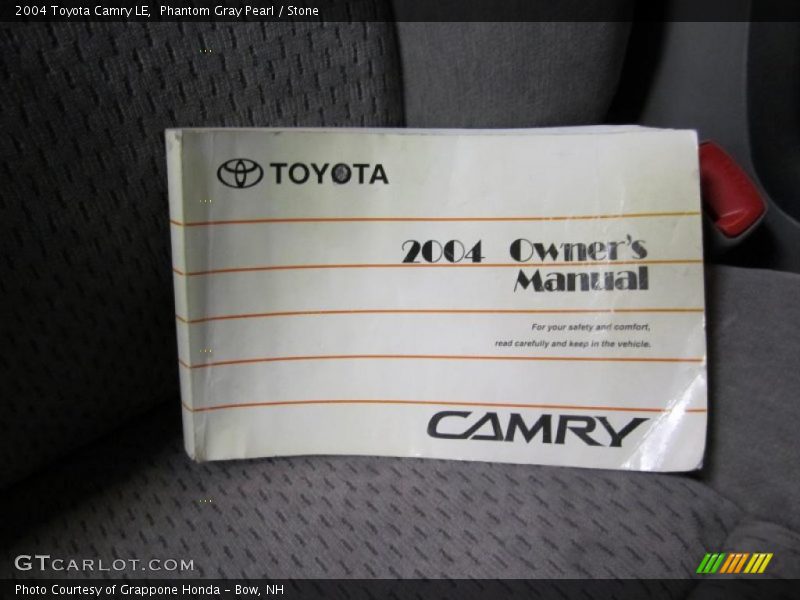 2004 Toyota Camry LE, Phantom Gray Pearl / Stone
TOYOTA
2004 Owner's
Manual
For your safety and comfort,
read carefully and keep in the vehicle.
CAMRY
GTCARLOT.COM
Photo Courtesy of Grappone Honda - Bow, NH